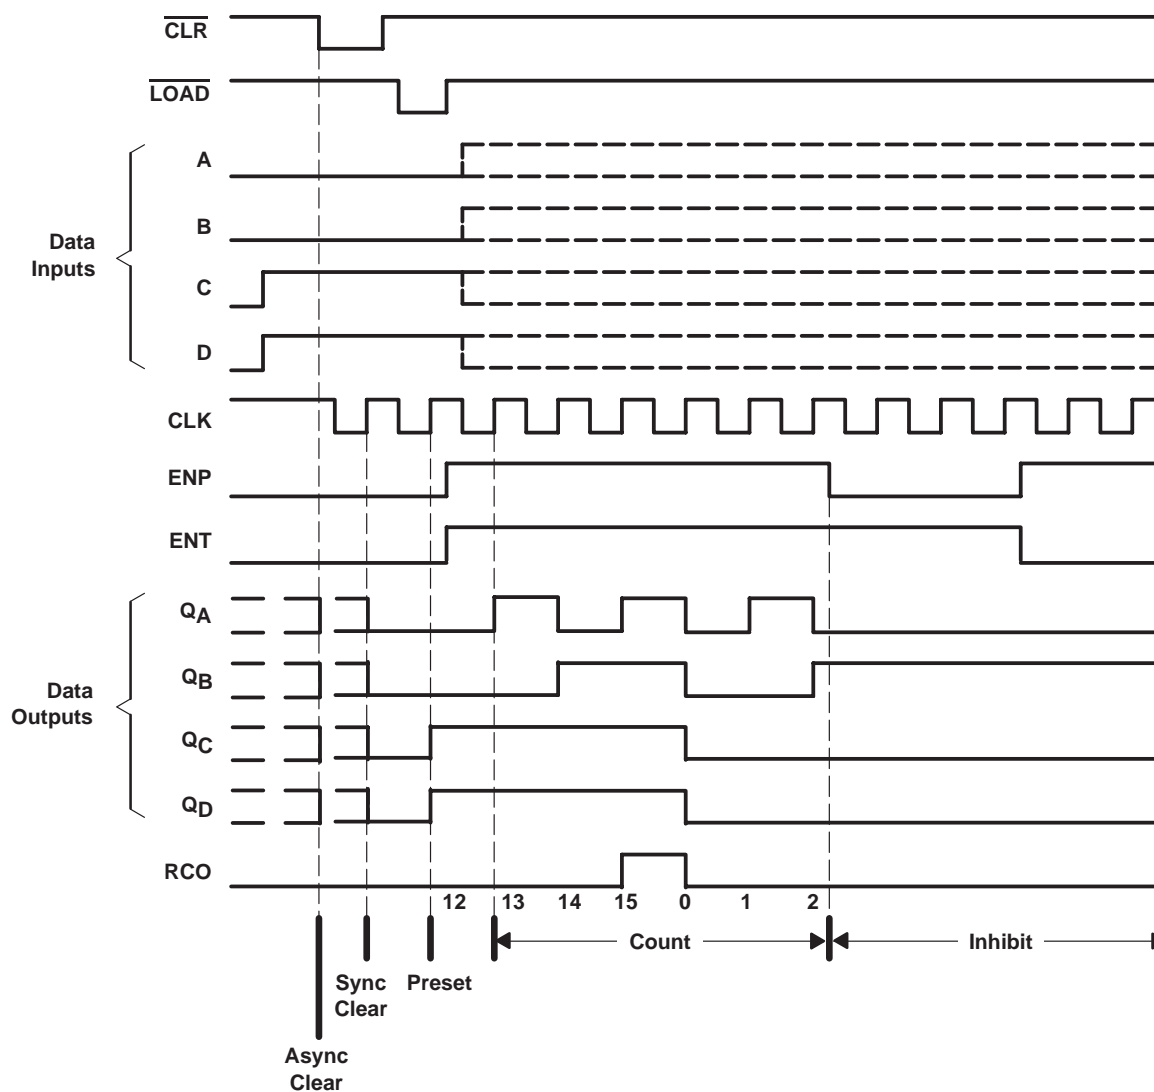 CLR
LOAD
A
B
Data
Inputs
C
D
CLK
ENP
ENT
QA
QB
Data
Outputs
QC
QD
RCO
12 13 14 15 0 1 2
Count Inhibit
Sync
Clear
Preset
Async
Clear